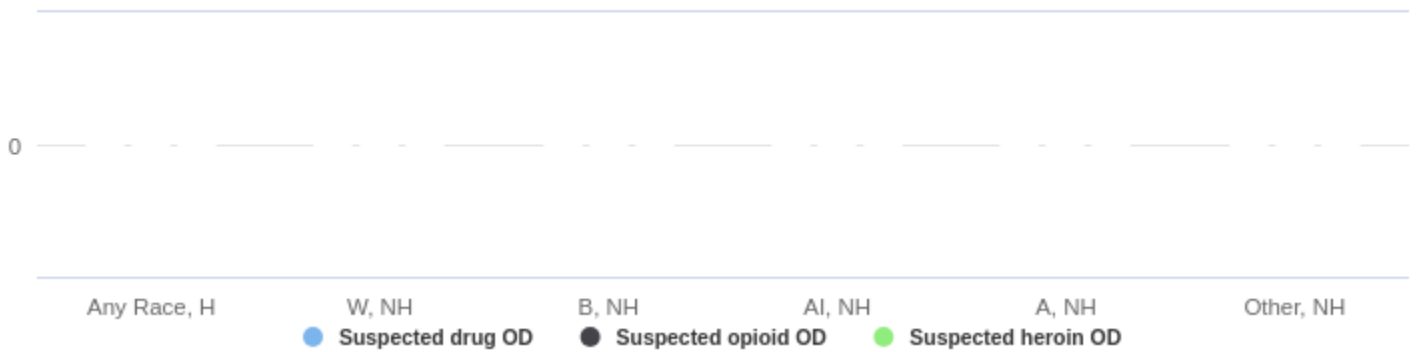 0
Any Race, H W, NH B, NH AI, NH A, NH Other, NH
Suspected drug OD Suspected opioid OD Suspected heroin OD